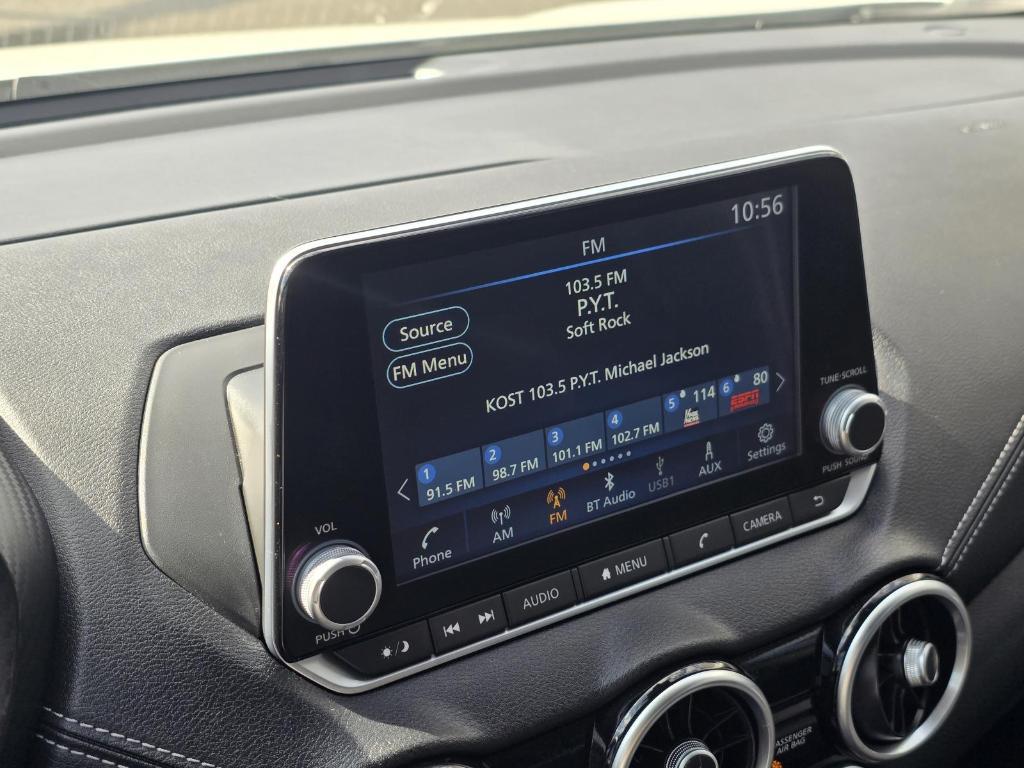 10:56
FM
103.5 FM
P.Y.T.
Soft Rock
Source
FM Menu
KOST 103.5 P.Y.T. Michael Jackson
1 91.5 FM
2 98.7 FM
3 101.1 FM
4 102.7 FM
5 114
6 80
ESPN
Phone
AM
FM
BT Audio
USB1
AUX
Settings
VOL
PUSH
TUNE·SCROLL
PUSH SOUND
AUDIO
MENU
CAMERA
PASSENGER
AIR BAG